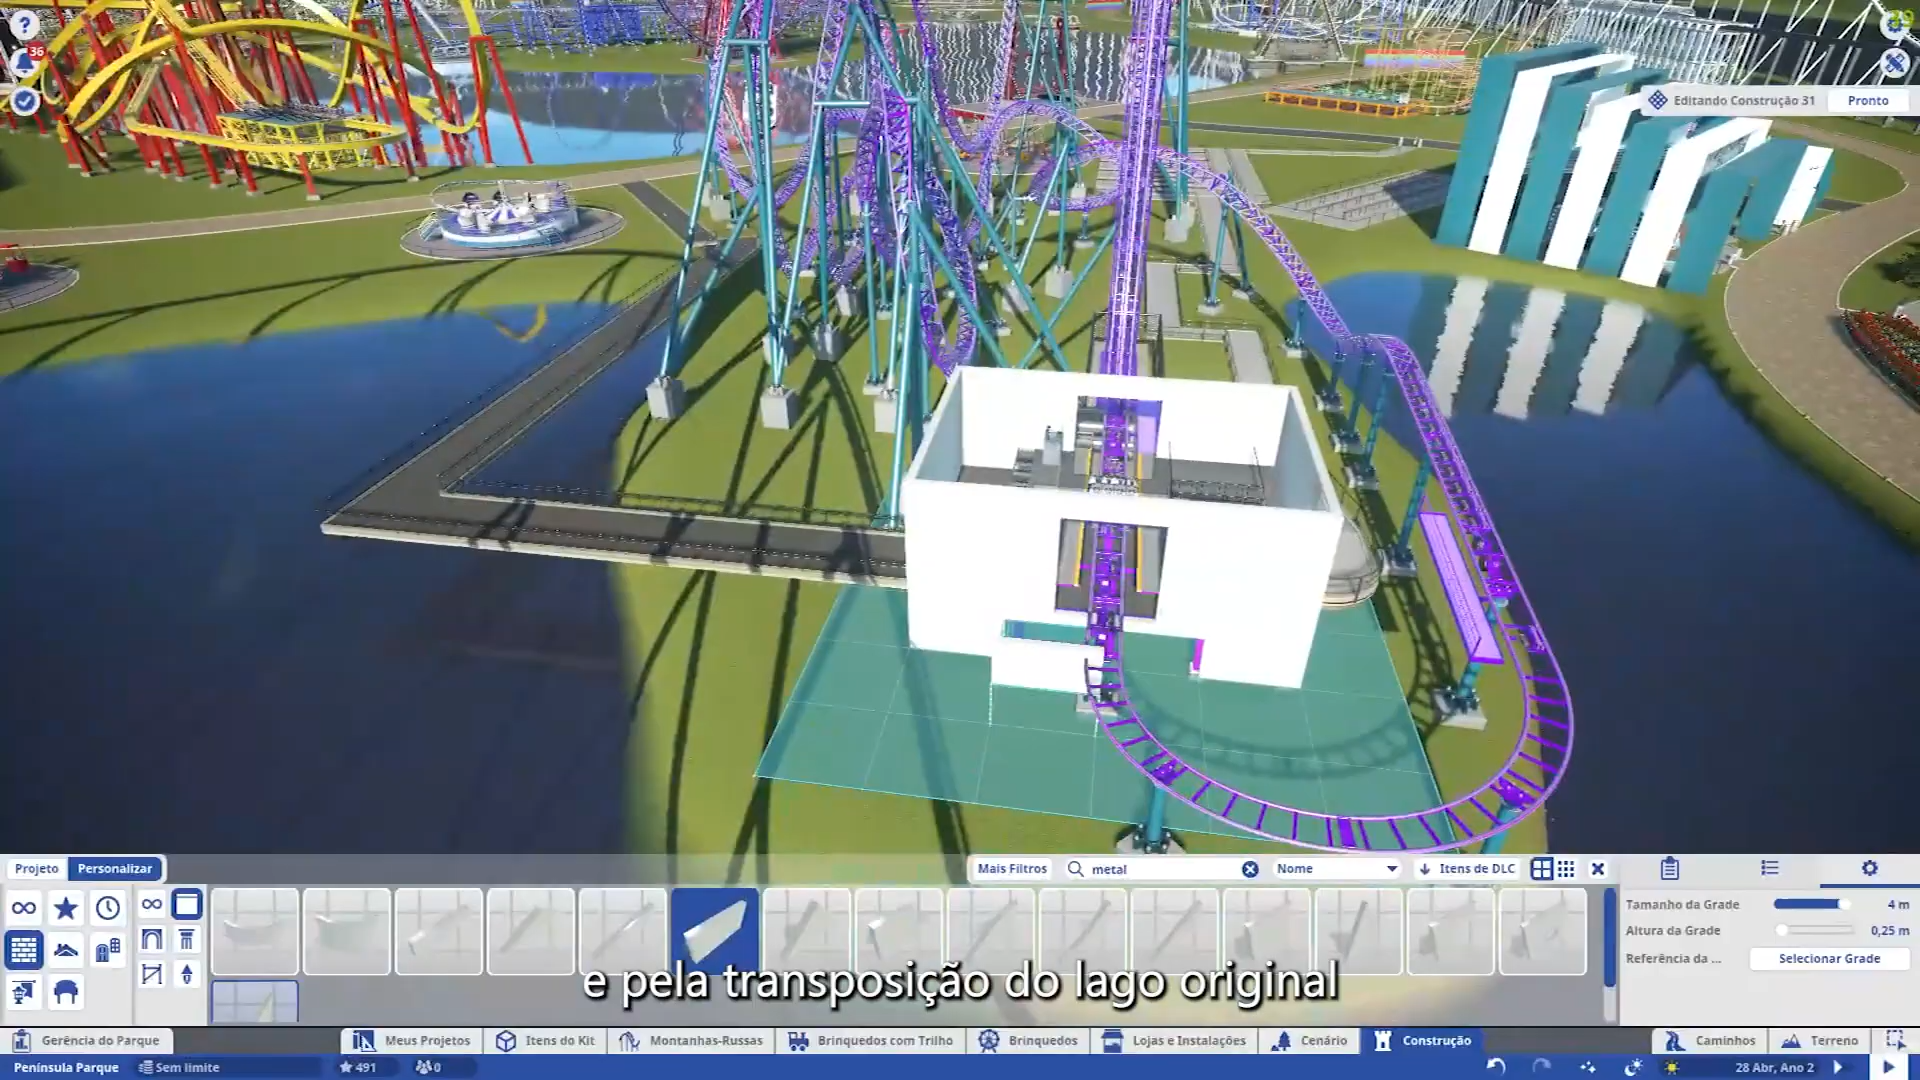 ?
36
Editando Construção 31
Pronto
Projeto
Personalizar
Mais Filtros
metal
Nome
Itens de DLC
Tamanho da Grade
4 m
Altura da Grade
0,25 m
Referência da ...
Selecionar Grade
e pela transposição do lago original
Gerência do Parque
Meus Projetos
Itens do Kit
Montanhas-Russas
Brinquedos com Trilho
Brinquedos
Lojas e Instalações
Cenário
Construção
Caminhos
Terreno
Península Parque
Sem limite
491
0
28 Abr, Ano 2